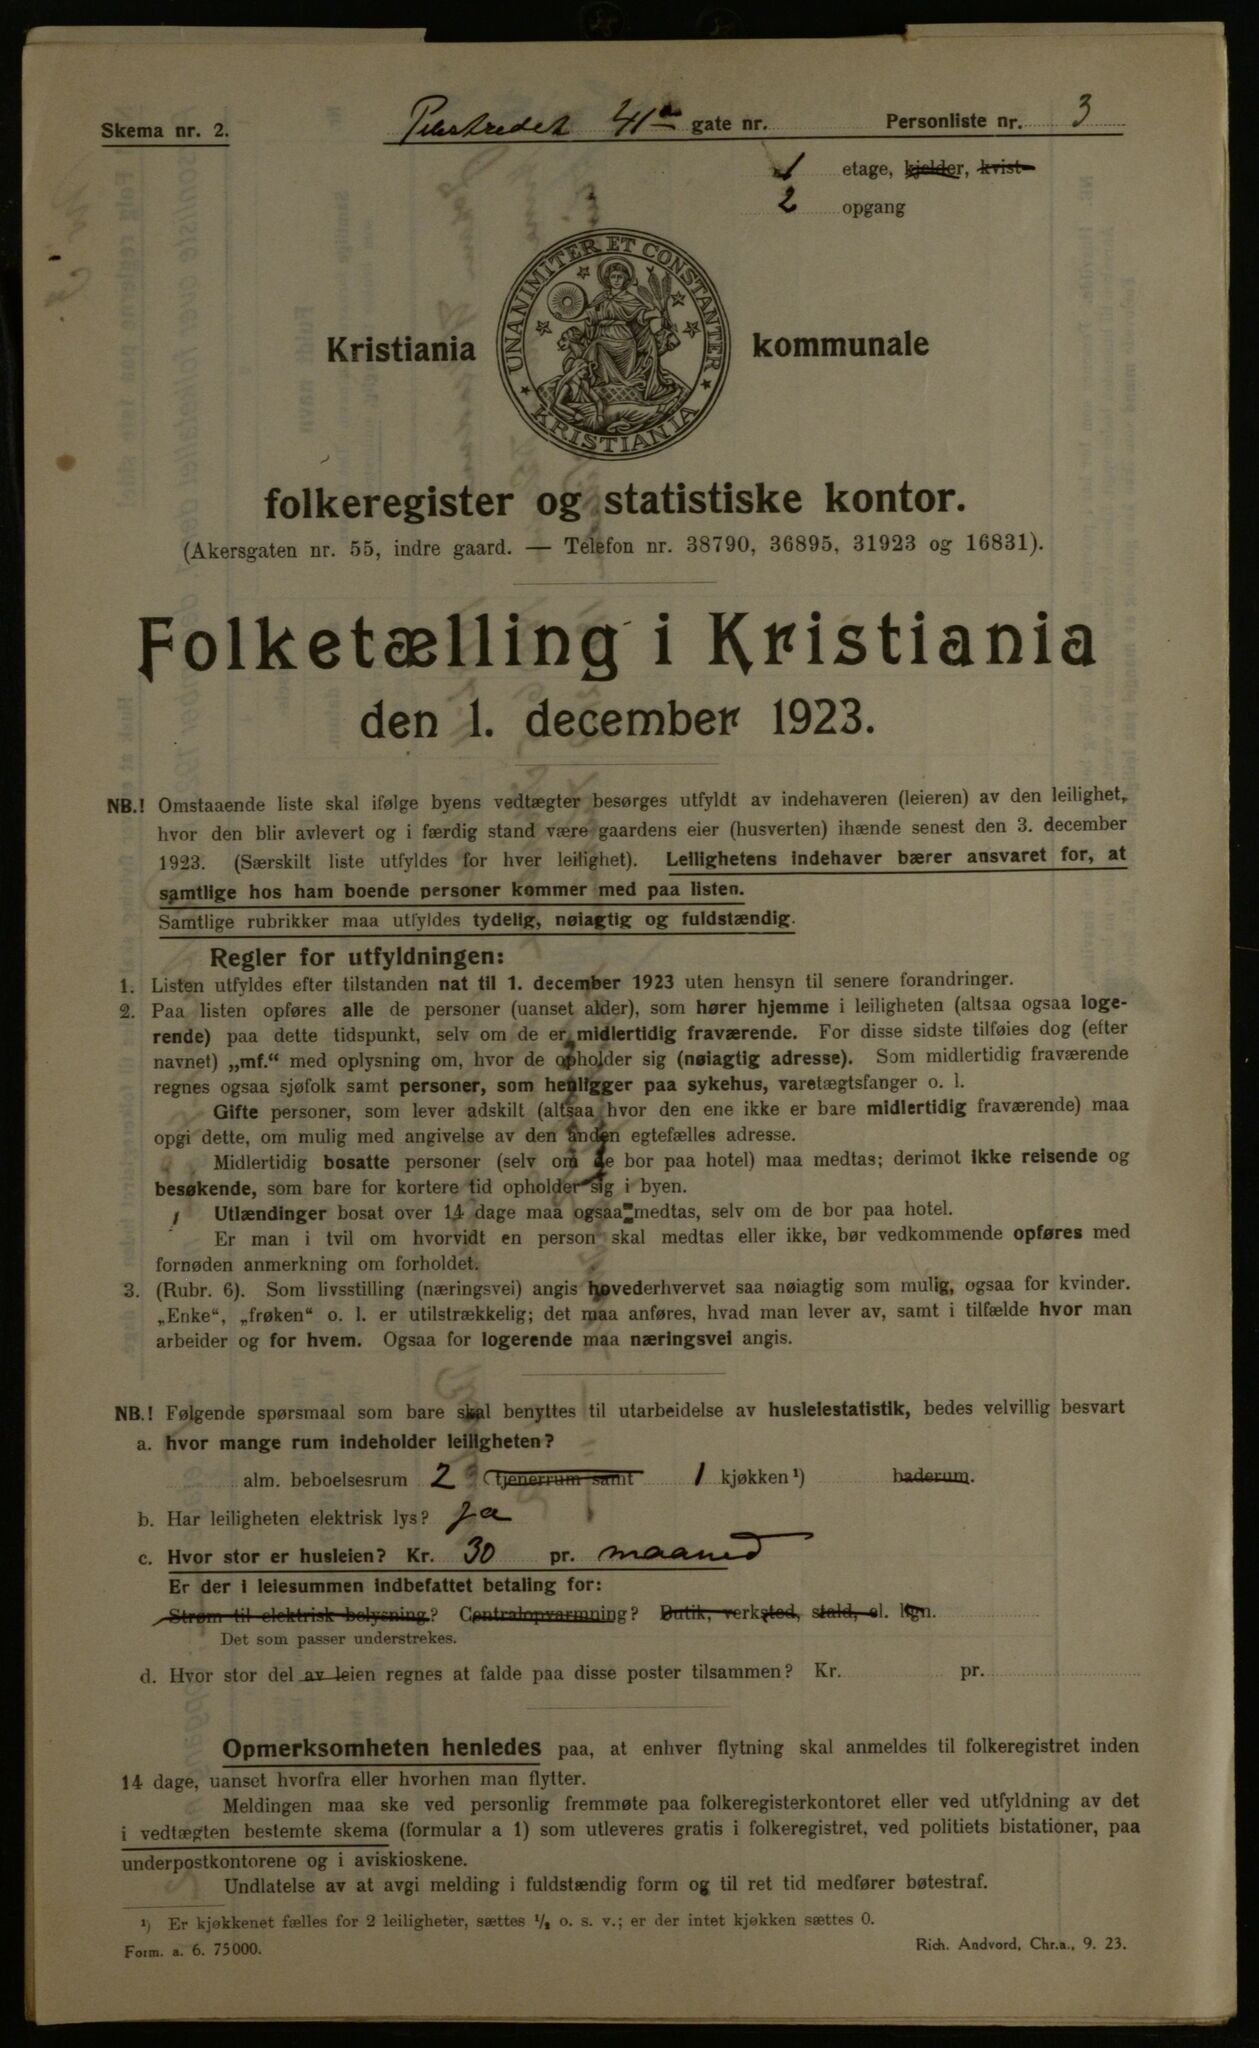 Skema nr. 2. Pilestredet 41a gate nr. Personliste nr. 3
1 etage, kjelder, kvist
2 opgang
UNANIMITER ET CONSTANTER
KRISTIANIA
Kristiania kommunale
folkeregister og statistiske kontor.
(Akersgaten nr. 55, indre gaard. — Telefon nr. 38790, 36895, 31923 og 16831).
Folketælling i Kristiania
den 1. december 1923.
NB.! Omstaaende liste skal ifølge byens vedtægter besørges utfyldt av indehaveren (leieren) av den leilighet,
hvor den blir avlevert og i færdig stand være gaardens eier (husverten) ihænde senest den 3. december
1923. (Særskilt liste utfyldes for hver leilighet). Leilighetens indehaver bærer ansvaret for, at
samtlige hos ham boende personer kommer med paa listen.
Samtlige rubrikker maa utfyldes tydelig, nøiagtig og fuldstændig.
Regler for utfyldningen:
1. Listen utfyldes efter tilstanden nat til 1. december 1923 uten hensyn til senere forandringer.
2. Paa listen opføres alle de personer (uanset alder), som hører hjemme i leiligheten (altsaa ogsaa loge-
rende) paa dette tidspunkt, selv om de er midlertidig fraværende. For disse sidste tilføies dog (efter
navnet) „mf.“ med oplysning om, hvor de opholder sig (nøiagtig adresse). Som midlertidig fraværende
regnes ogsaa sjøfolk samt personer, som henligger paa sykehus, varetægtsfanger o. l.
Gifte personer, som lever adskilt (altsaa hvor den ene ikke er bare midlertidig fraværende) maa
opgi dette, om mulig med angivelse av den anden egtefælles adresse.
Midlertidig bosatte personer (selv om de bor paa hotel) maa medtas; derimot ikke reisende og
besøkende, som bare for kortere tid opholder sig i byen.
Utlændinger bosat over 14 dage maa ogsaa medtas, selv om de bor paa hotel.
Er man i tvil om hvorvidt en person skal medtas eller ikke, bør vedkommende opføres med
fornøden anmerkning om forholdet.
3. (Rubr. 6). Som livsstilling (næringsvei) angis hovederhvervet saa nøiagtig som mulig, ogsaa for kvinder.
„Enke“, „frøken“ o. l. er utilstrækkelig; det maa anføres, hvad man lever av, samt i tilfælde hvor man
arbeider og for hvem. Ogsaa for logerende maa næringsvei angis.
NB.! Følgende spørsmaal som bare skal benyttes til utarbeidelse av husleiestatistik, bedes velvillig besvart
a. hvor mange rum indeholder leiligheten?
alm. beboelsesrum 2 tjenerrum samt 1 kjøkken ¹) baderum.
b. Har leiligheten elektrisk lys? ja
c. Hvor stor er husleien? Kr. 30 pr. maaned
Er der i leiesummen indbefattet betaling for:
Strøm til elektrisk belysning? Centralopvarmning? Butik, verksted, stald, el. lign.
Det som passer understrekes.
d. Hvor stor del av leien regnes at falde paa disse poster tilsammen? Kr. pr.
Opmerksomheten henledes paa, at enhver flytning skal anmeldes til folkeregistret inden
14 dage, uanset hvorfra eller hvorhen man flytter.
Meldingen maa ske ved personlig fremmøte paa folkeregisterkontoret eller ved utfyldning av det
i vedtægten bestemte skema (formular a 1) som utleveres gratis i folkeregistret, ved politiets bistationer, paa
underpostkontorene og i aviskioskene.
Undlatelse av at avgi melding i fuldstændig form og til ret tid medfører bøtestraf.
¹) Er kjøkkenet fælles for 2 leiligheter, sættes ½ o. s. v.; er der intet kjøkken sættes 0.
Form. a. 6. 75000. Rich. Andvord, Chr.a., 9. 23.